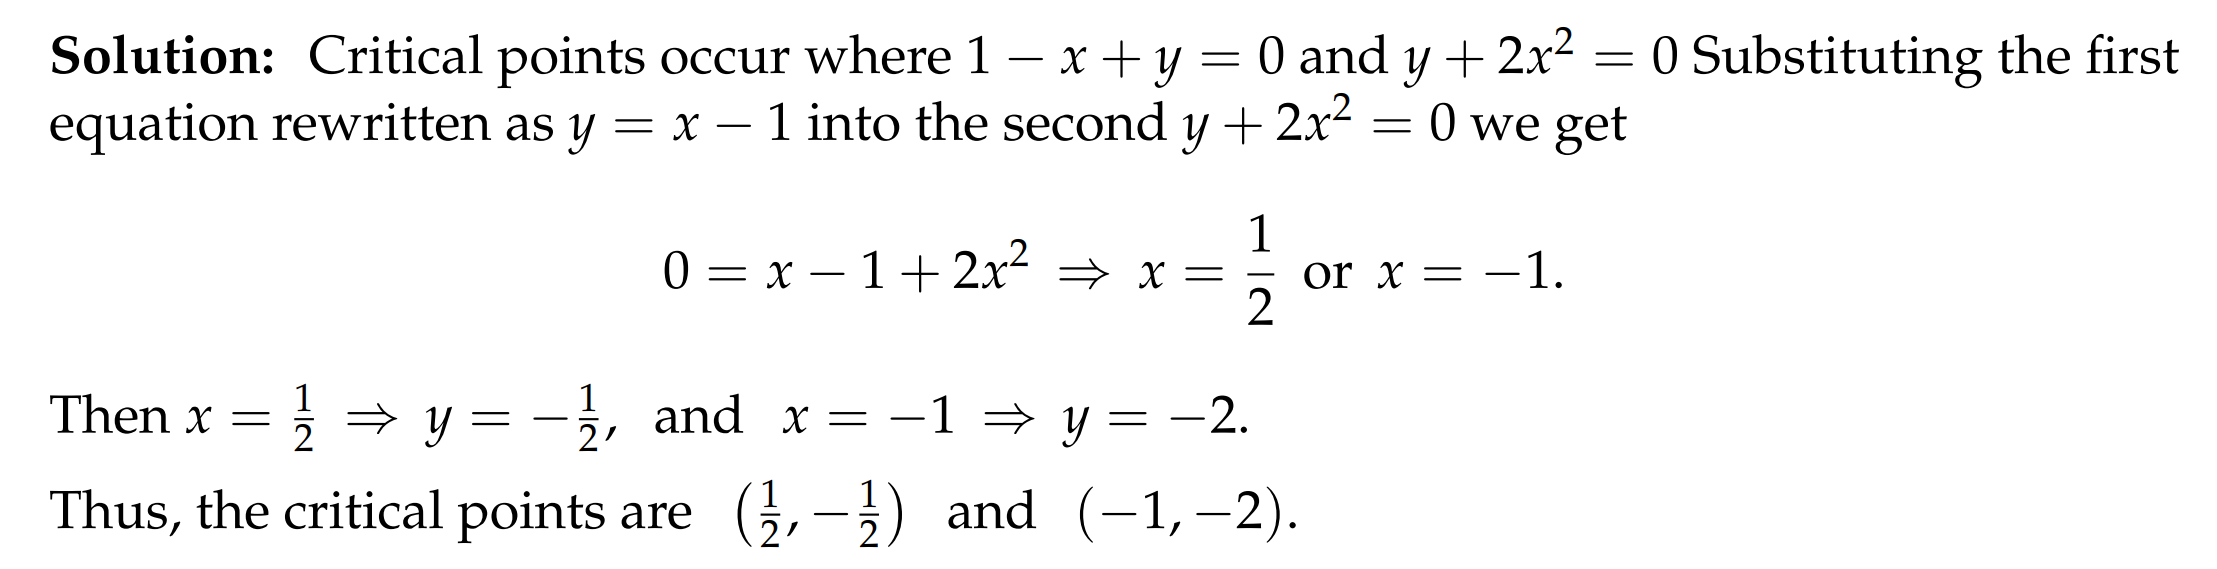 Solution: Critical points occur where 1 − x + y = 0 and y + 2x² = 0 Substituting the first
equation rewritten as y = x − 1 into the second y + 2x² = 0 we get
0 = x − 1 + 2x² ⇒ x = 1/2 or x = −1.
Then x = 1/2 ⇒ y = −1/2, and x = −1 ⇒ y = −2.
Thus, the critical points are (1/2, −1/2) and (−1, −2).